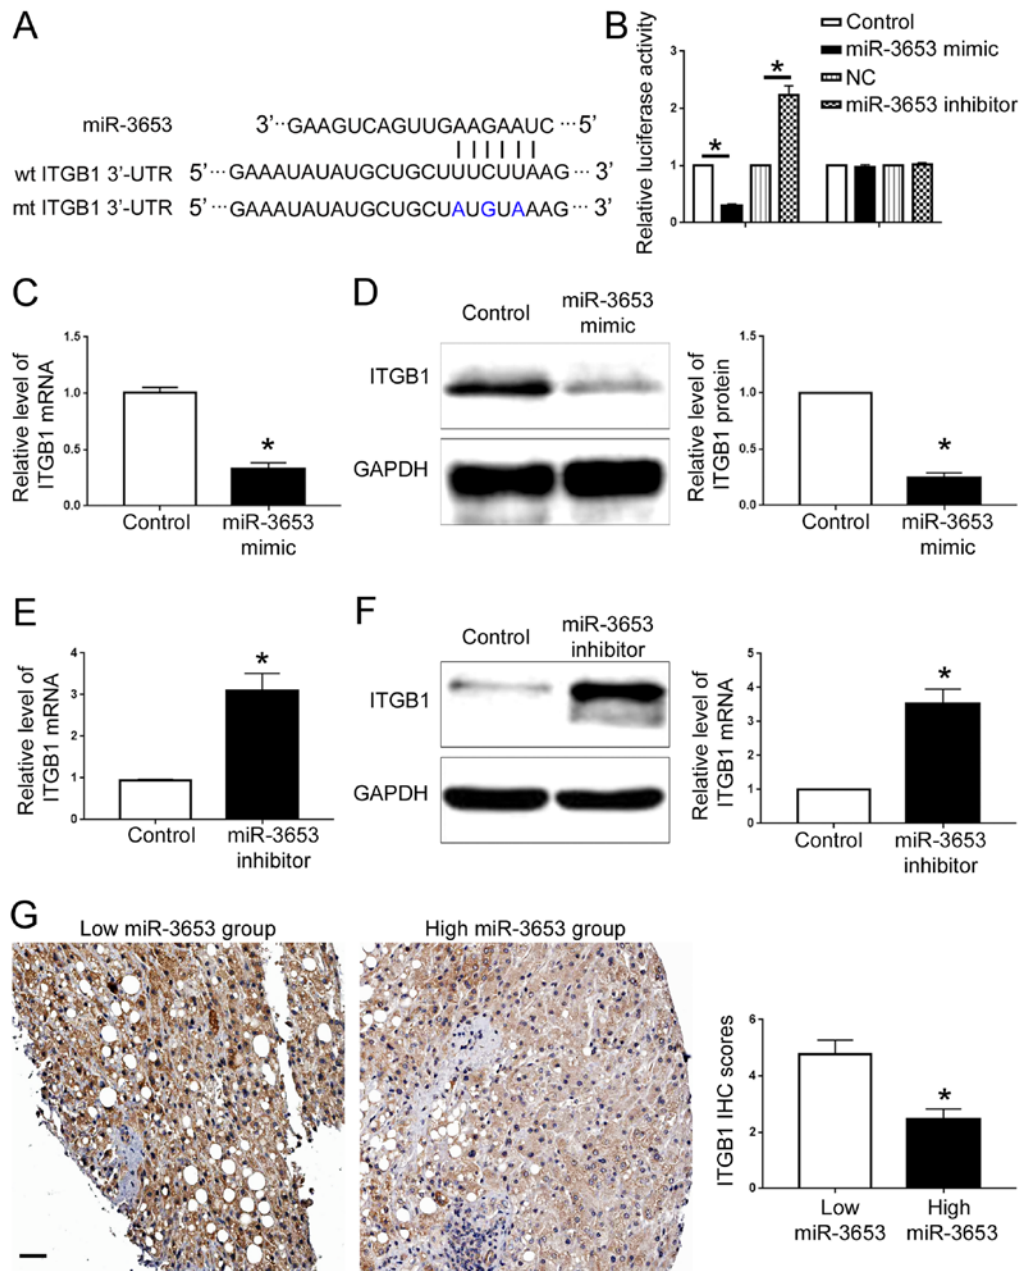 A
miR-3653 3'···GAAGUCAGUUGAAGAAUC···5'
wt ITGB1 3'-UTR 5'···GAAAUAUAUGCUGCUUUCUUAAG···3'
mt ITGB1 3'-UTR 5'···GAAAUAUAUGCUGCUAUGUAAAG···3'
B
Control
miR-3653 mimic
NC
miR-3653 inhibitor
Relative luciferase activity
3
2
1
0
*
*
C
Relative level of
ITGB1 mRNA
1.5
1.0
0.5
0.0
*
Control
miR-3653
mimic
D
Control
miR-3653
mimic
ITGB1
GAPDH
Relative level of
ITGB1 protein
1.5
1.0
0.5
0.0
*
Control
miR-3653
mimic
E
Relative level of
ITGB1 mRNA
4
3
2
1
0
*
Control
miR-3653
inhibitor
F
Control
miR-3653
inhibitor
ITGB1
GAPDH
Relative level of
ITGB1 mRNA
5
4
3
2
1
0
*
Control
miR-3653
inhibitor
G
Low miR-3653 group
High miR-3653 group
ITGB1 IHC scores
6
4
2
0
*
Low
miR-3653
High
miR-3653